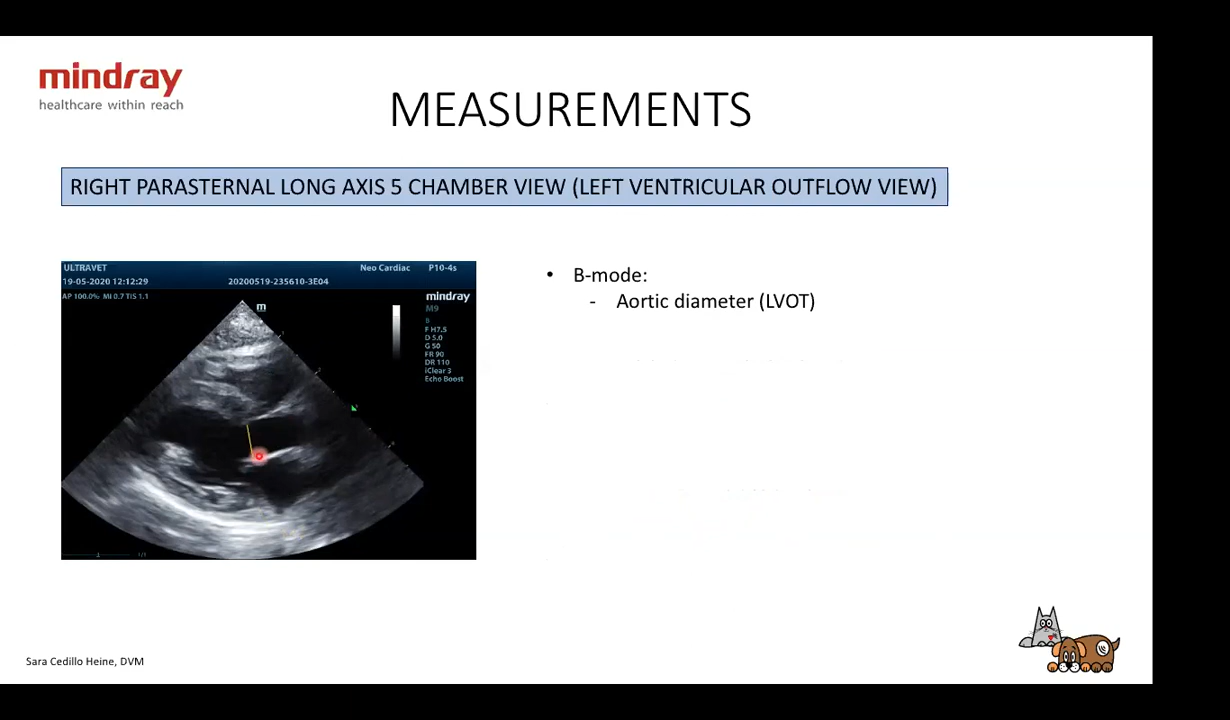 mindray
healthcare within reach
MEASUREMENTS
RIGHT PARASTERNAL LONG AXIS 5 CHAMBER VIEW (LEFT VENTRICULAR OUTFLOW VIEW)
ULTRAVET
Neo Cardiac
P10-4s
19-05-2020 12:12:29
20200519-235610-3E04
AP 100.0% MI 0.7 TIS 1.1
m
mindray
M9
B
F H7.5
D 5.0
G 50
FR 90
DR 110
iClear 3
Echo Boost
1/1
• B-mode:
- Aortic diameter (LVOT)
Sara Cedillo Heine, DVM